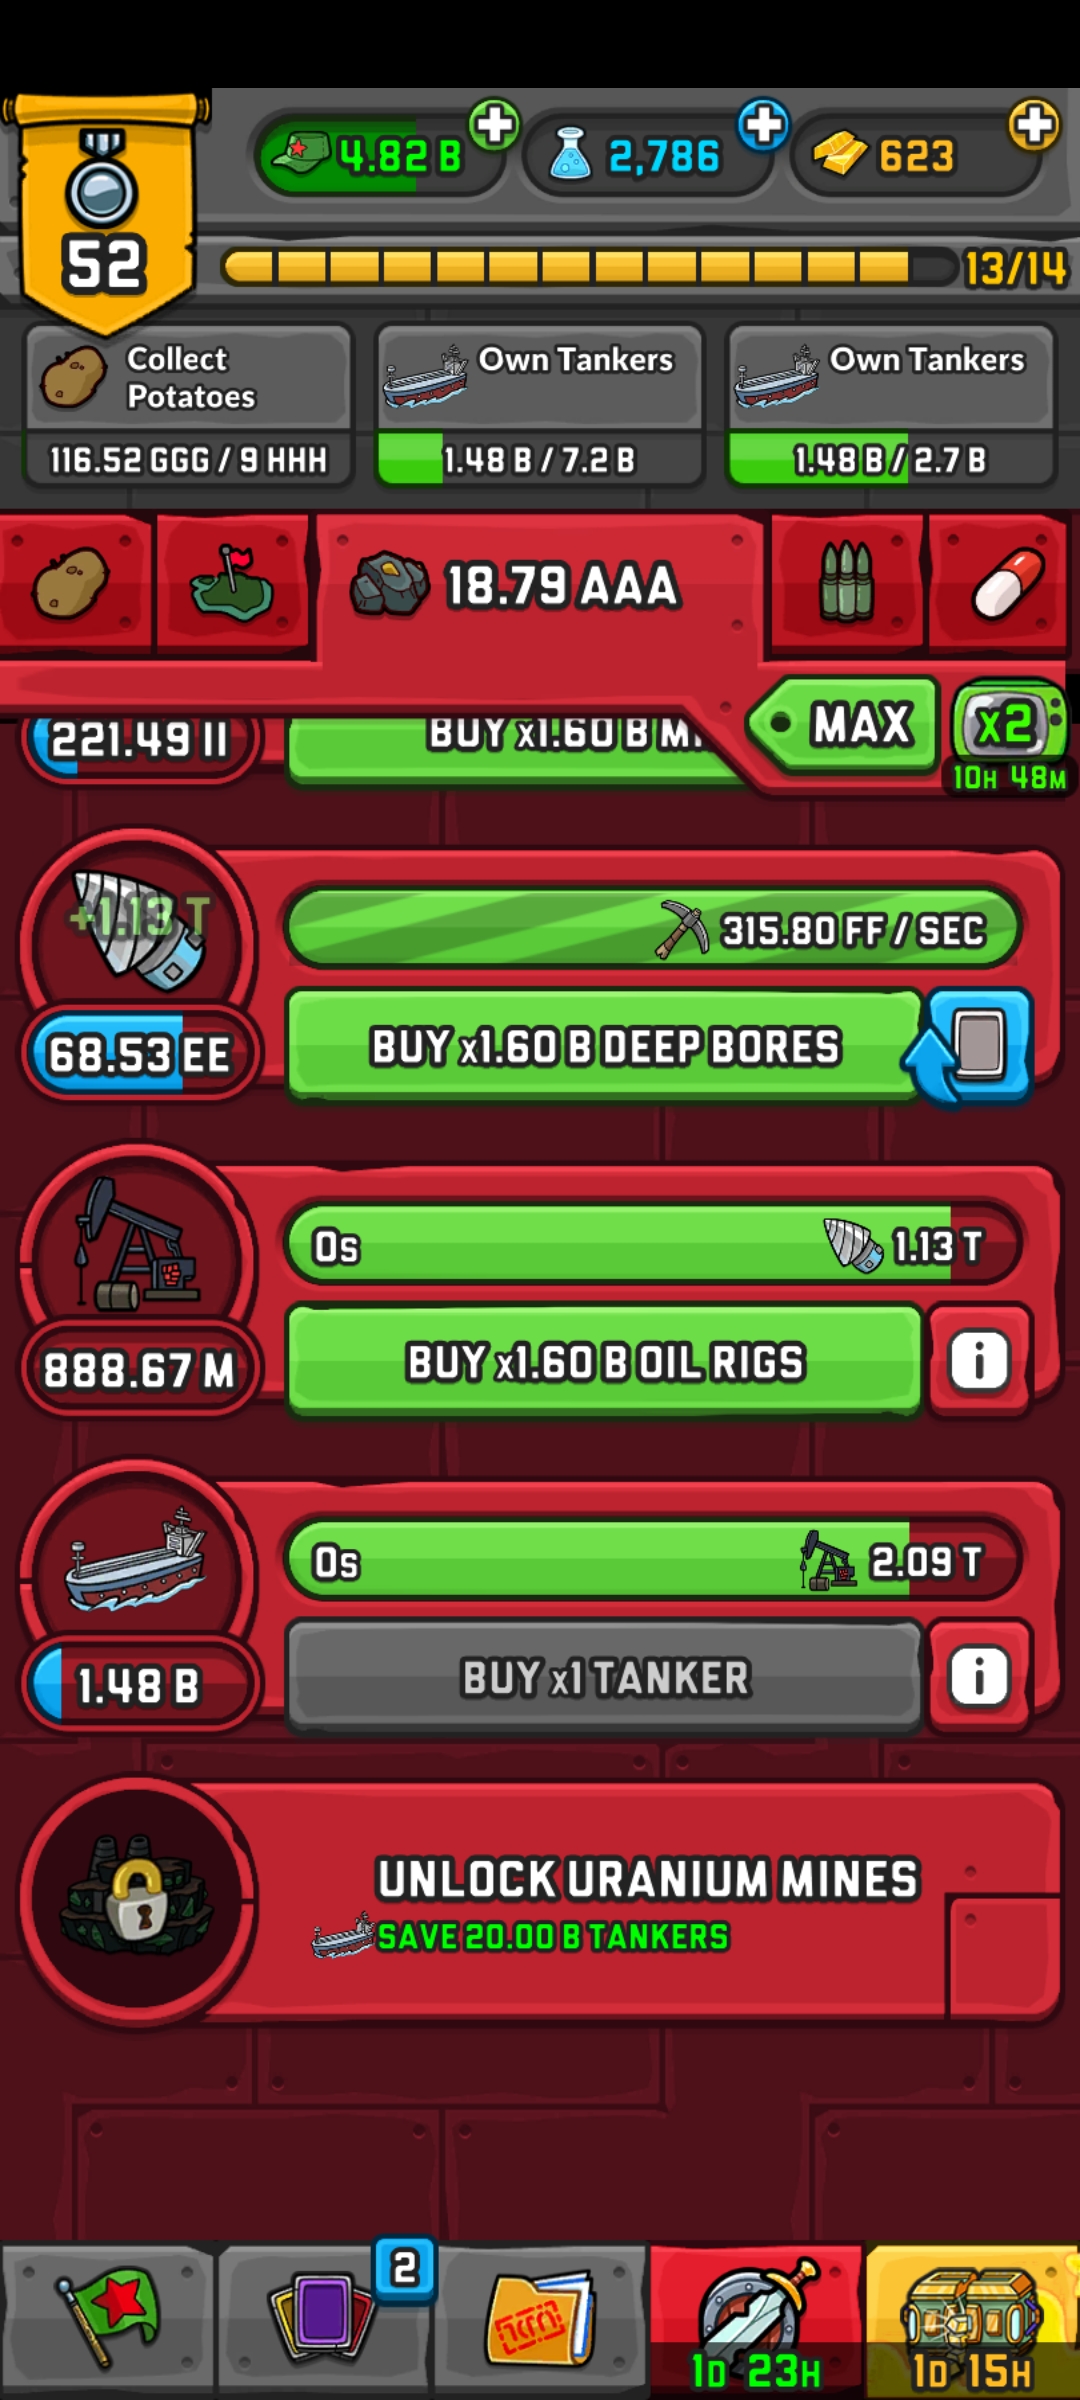 52
4.82 B
2,786
623
13/14
Collect
Potatoes
116.52 GGG / 9 HHH
Own Tankers
1.48 B / 7.2 B
Own Tankers
1.48 B / 2.7 B
18.79 AAA
MAX
x2
10H 48M
221.49 II
BUY x1.60 B
+1.13 T
315.80 FF / SEC
68.53 EE
BUY x1.60 B DEEP BORES
0s
1.13 T
888.67 M
BUY x1.60 B OIL RIGS
i
0s
2.09 T
1.48 B
BUY x1 TANKER
i
UNLOCK URANIUM MINES
SAVE 20.00 B TANKERS
2
1D 23H
1D 15H